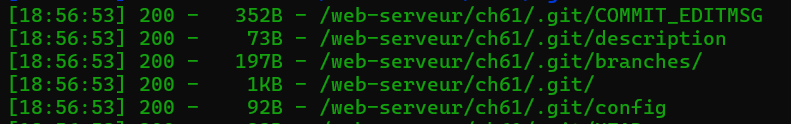 [18:56:53] 200 -   352B - /web-serveur/ch61/.git/COMMIT_EDITMSG
[18:56:53] 200 -    73B - /web-serveur/ch61/.git/description
[18:56:53] 200 -   197B - /web-serveur/ch61/.git/branches/
[18:56:53] 200 -    1KB - /web-serveur/ch61/.git/
[18:56:53] 200 -    92B - /web-serveur/ch61/.git/config